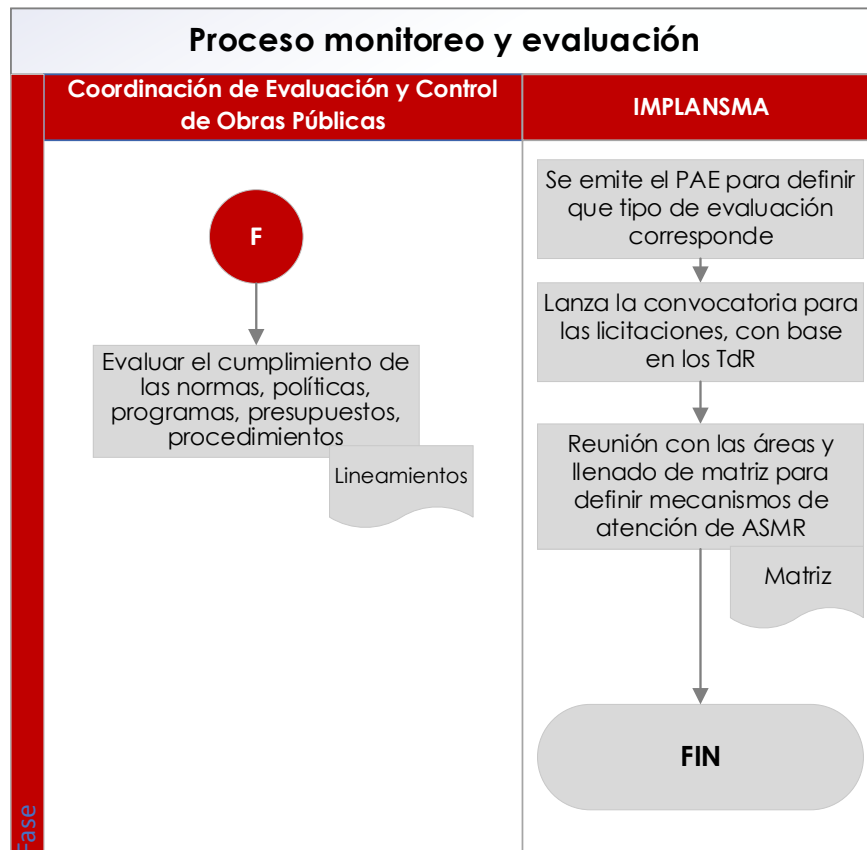 Proceso monitoreo y evaluación
Coordinación de Evaluación y Control
de Obras Públicas
IMPLANSMA
F
Evaluar el cumplimiento de
las normas, políticas,
programas, presupuestos,
procedimientos
Lineamientos
Se emite el PAE para definir
que tipo de evaluación
corresponde
Lanza la convocatoria para
las licitaciones, con base
en los TdR
Reunión con las áreas y
llenado de matriz para
definir mecanismos de
atención de ASMR
Matriz
FIN
Fase